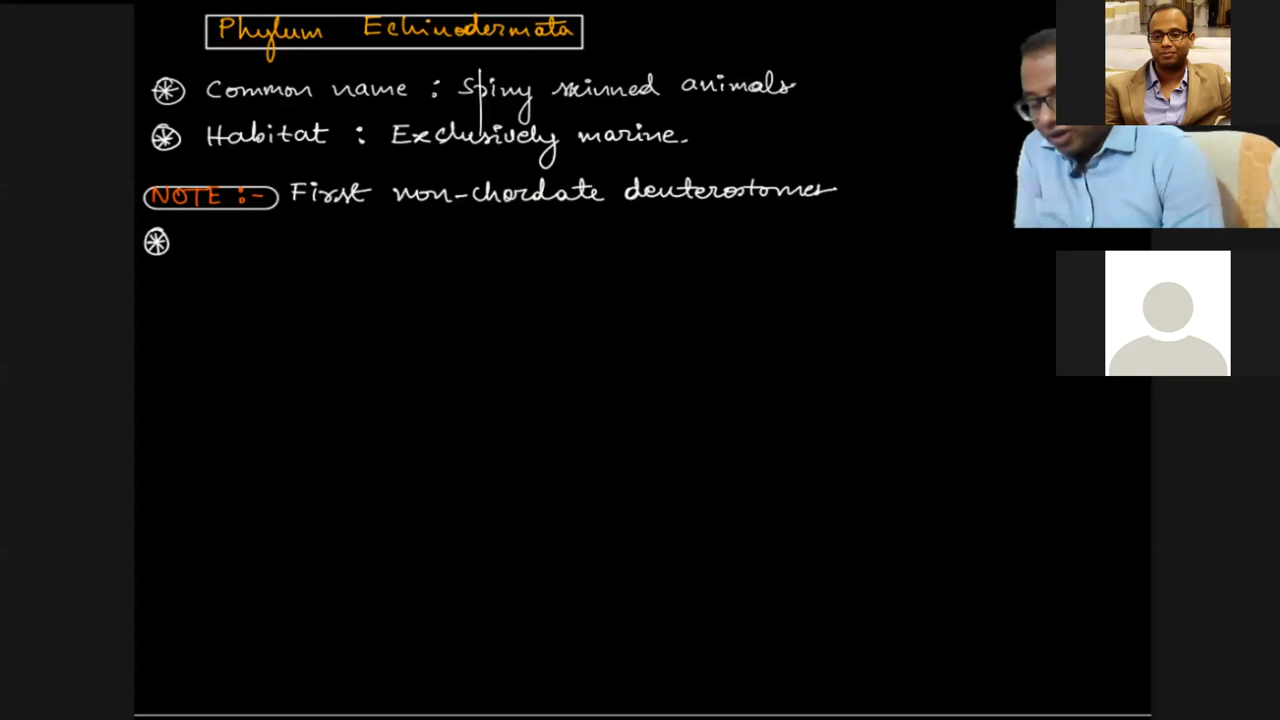 Phylum Echinodermata
Common name : Spiny skinned animals
Habitat : Exclusively marine.
NOTE :- First non-chordate deuterostomes